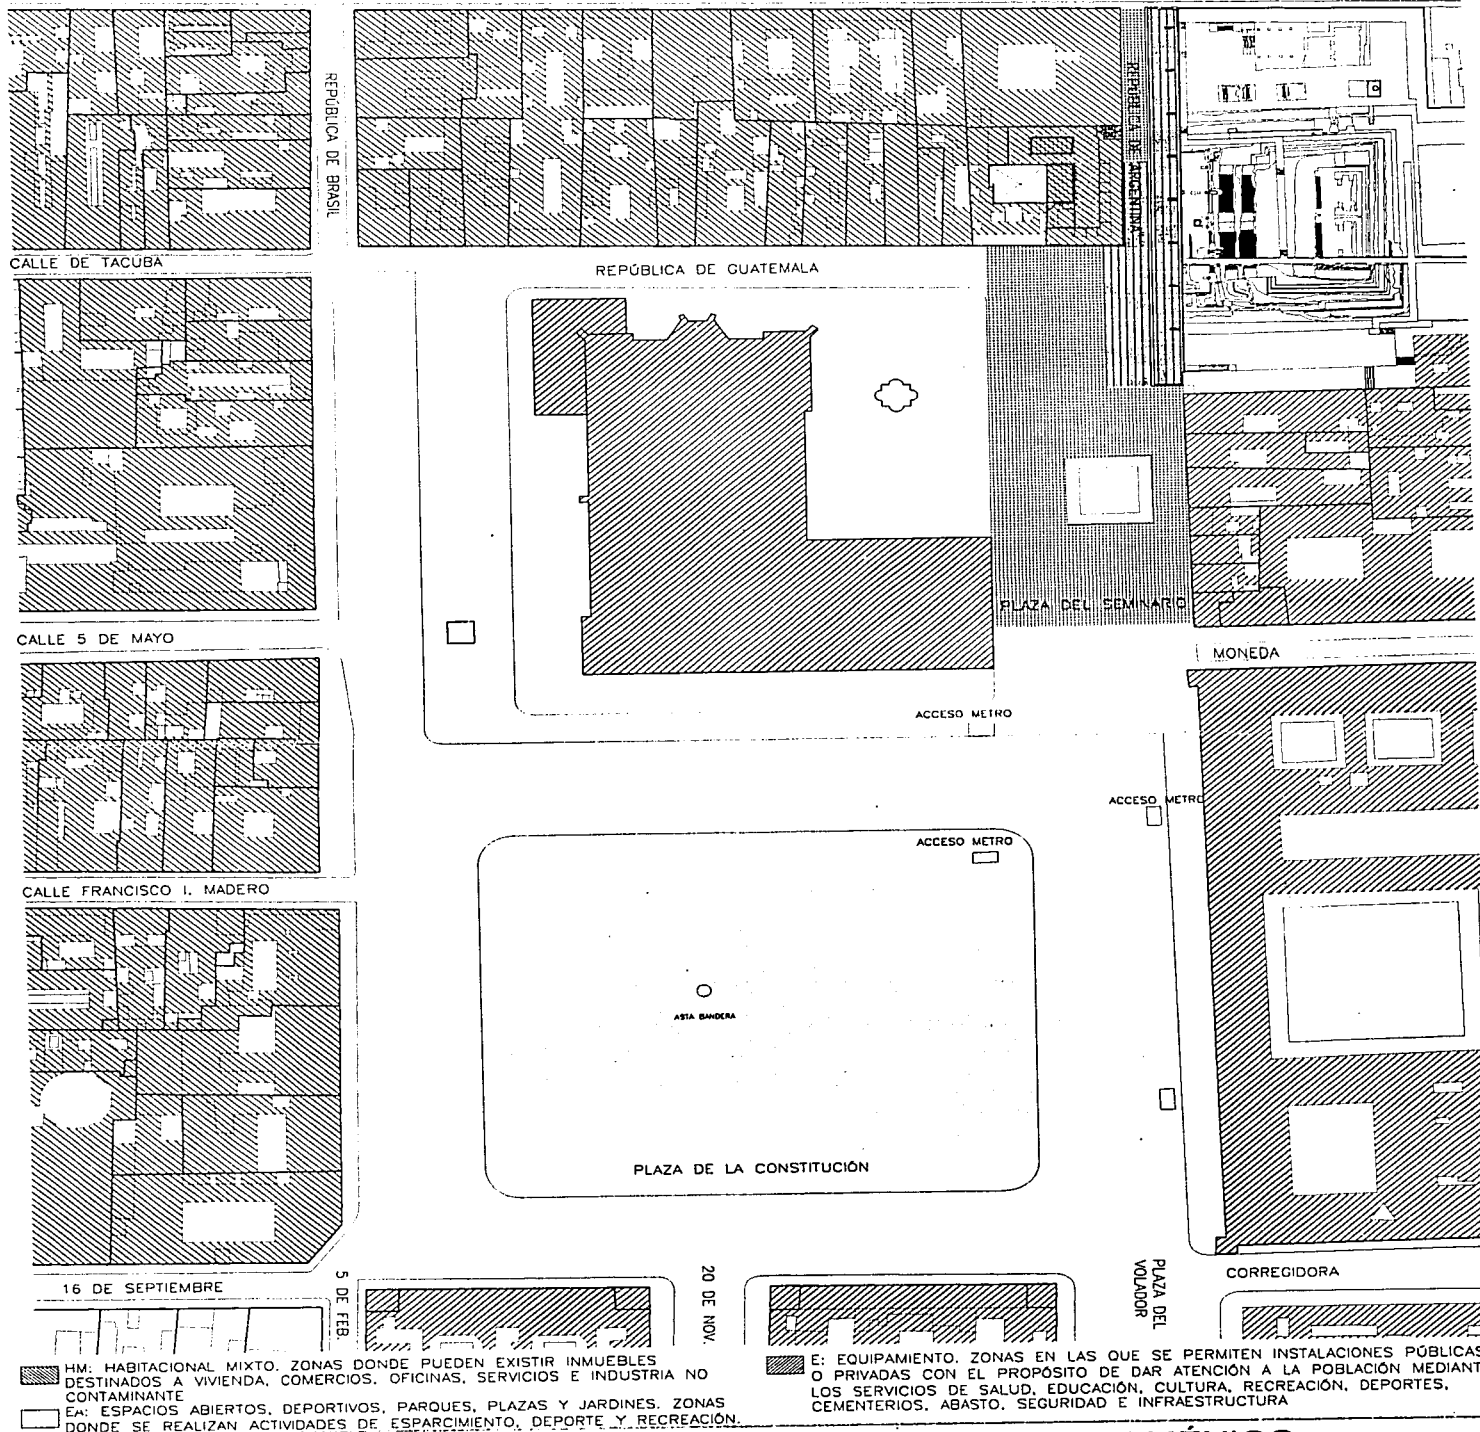 REPÚBLICA DE BRASIL
REPÚBLICA DE ARGENTINA
CALLE DE TACUBA
REPÚBLICA DE GUATEMALA
PLAZA DEL SEMINARIO
CALLE 5 DE MAYO
MONEDA
ACCESO METRO
ACCESO METRO
ACCESO METRO
CALLE FRANCISCO I. MADERO
ASTA BANDERA
PLAZA DE LA CONSTITUCIÓN
16 DE SEPTIEMBRE
5 DE FEB.
20 DE NOV.
PLAZA DEL
VOLADOR
CORREGIDORA
HM: HABITACIONAL MIXTO. ZONAS DONDE PUEDEN EXISTIR INMUEBLES
DESTINADOS A VIVIENDA, COMERCIOS, OFICINAS, SERVICIOS E INDUSTRIA NO
CONTAMINANTE
EA: ESPACIOS ABIERTOS, DEPORTIVOS, PARQUES, PLAZAS Y JARDINES. ZONAS
DONDE SE REALIZAN ACTIVIDADES DE ESPARCIMIENTO, DEPORTE Y RECREACIÓN.
E: EQUIPAMIENTO. ZONAS EN LAS QUE SE PERMITEN INSTALACIONES PÚBLICAS
O PRIVADAS CON EL PROPÓSITO DE DAR ATENCIÓN A LA POBLACIÓN MEDIANT
LOS SERVICIOS DE SALUD, EDUCACIÓN, CULTURA, RECREACIÓN, DEPORTES,
CEMENTERIOS, ABASTO, SEGURIDAD E INFRAESTRUCTURA